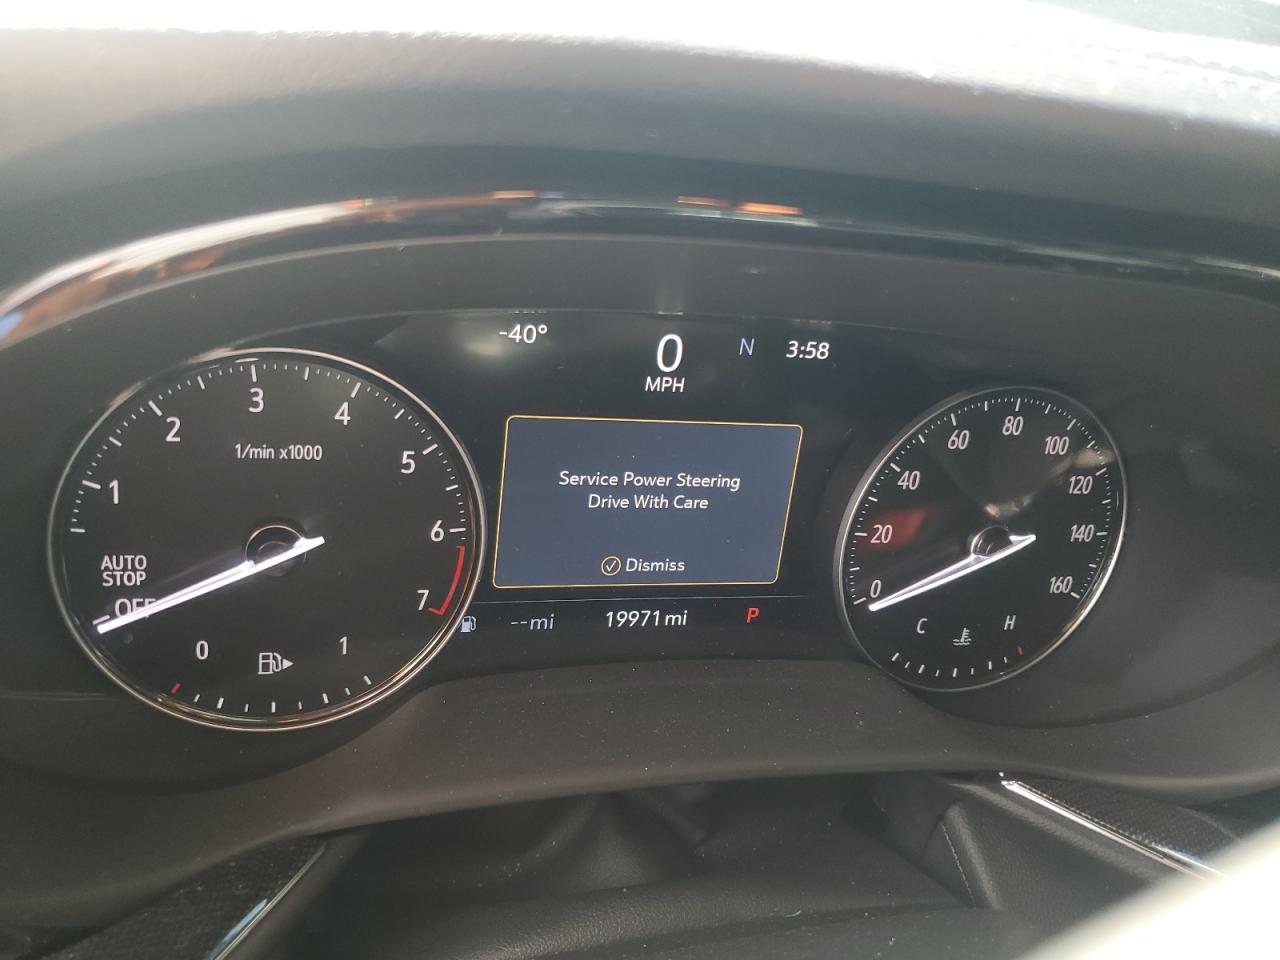 -40°
0
MPH
N
3:58
1
2
3
4
5
6
7
1/min x1000
AUTO
STOP
OFF
0
1
Service Power Steering
Drive With Care
Dismiss
--mi
19971 mi
P
0
20
40
60
80
100
120
140
160
C
H